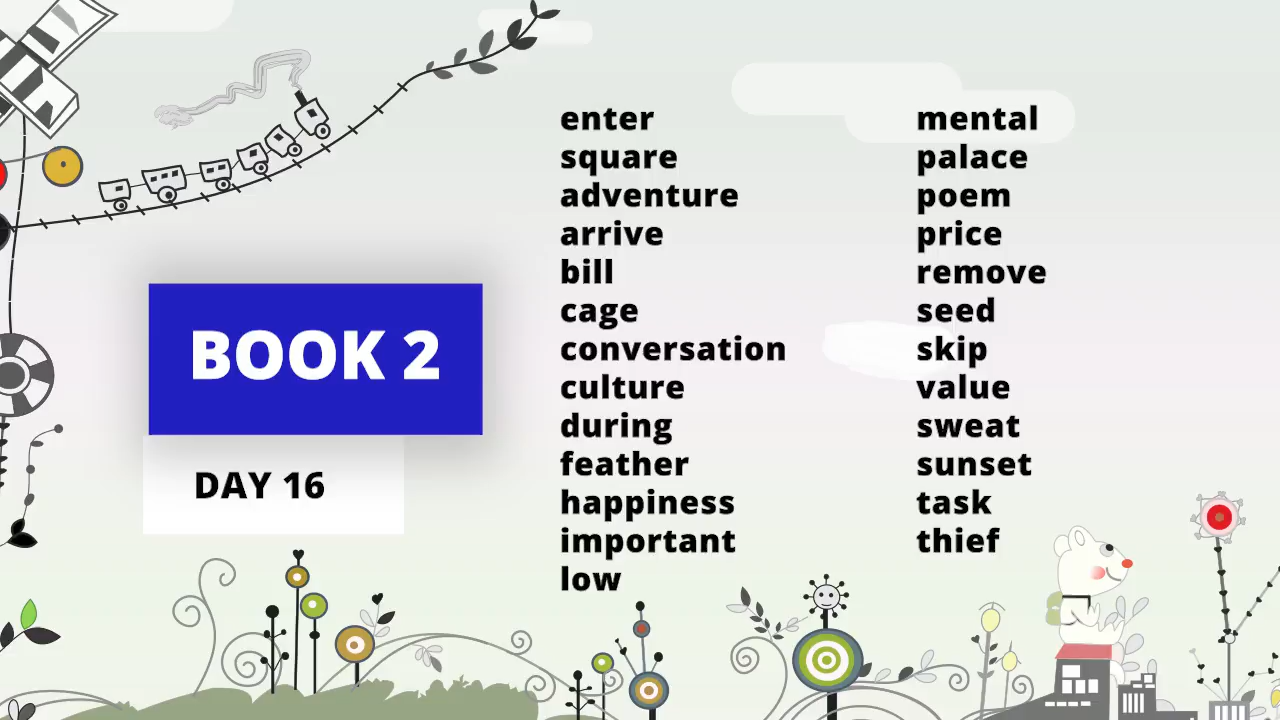 BOOK 2
DAY 16
enter
square
adventure
arrive
bill
cage
conversation
culture
during
feather
happiness
important
low
mental
palace
poem
price
remove
seed
skip
value
sweat
sunset
task
thief